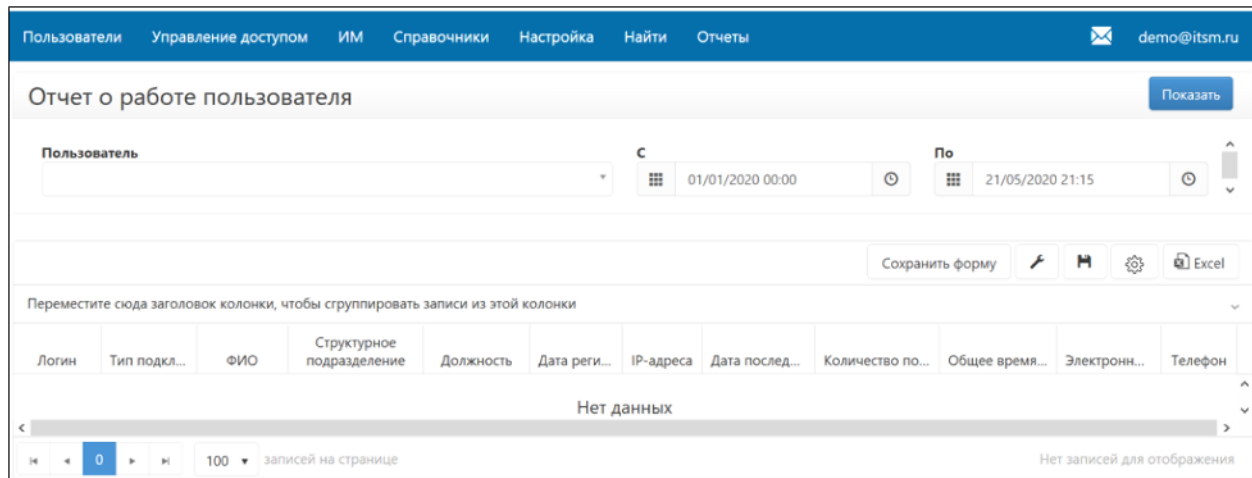 Пользователи Управление доступом ИМ Справочники Настройка Найти Отчеты demo@itsm.ru
Отчет о работе пользователя Показать
Пользователь С По
01/01/2020 00:00 21/05/2020 21:15
Сохранить форму Excel
Переместите сюда заголовок колонки, чтобы сгруппировать записи из этой колонки
Логин Тип подкл... ФИО Структурное подразделение Должность Дата реги... IP-адреса Дата послед... Количество по... Общее время... Электронн... Телефон
Нет данных
0 100 записей на странице Нет записей для отображения